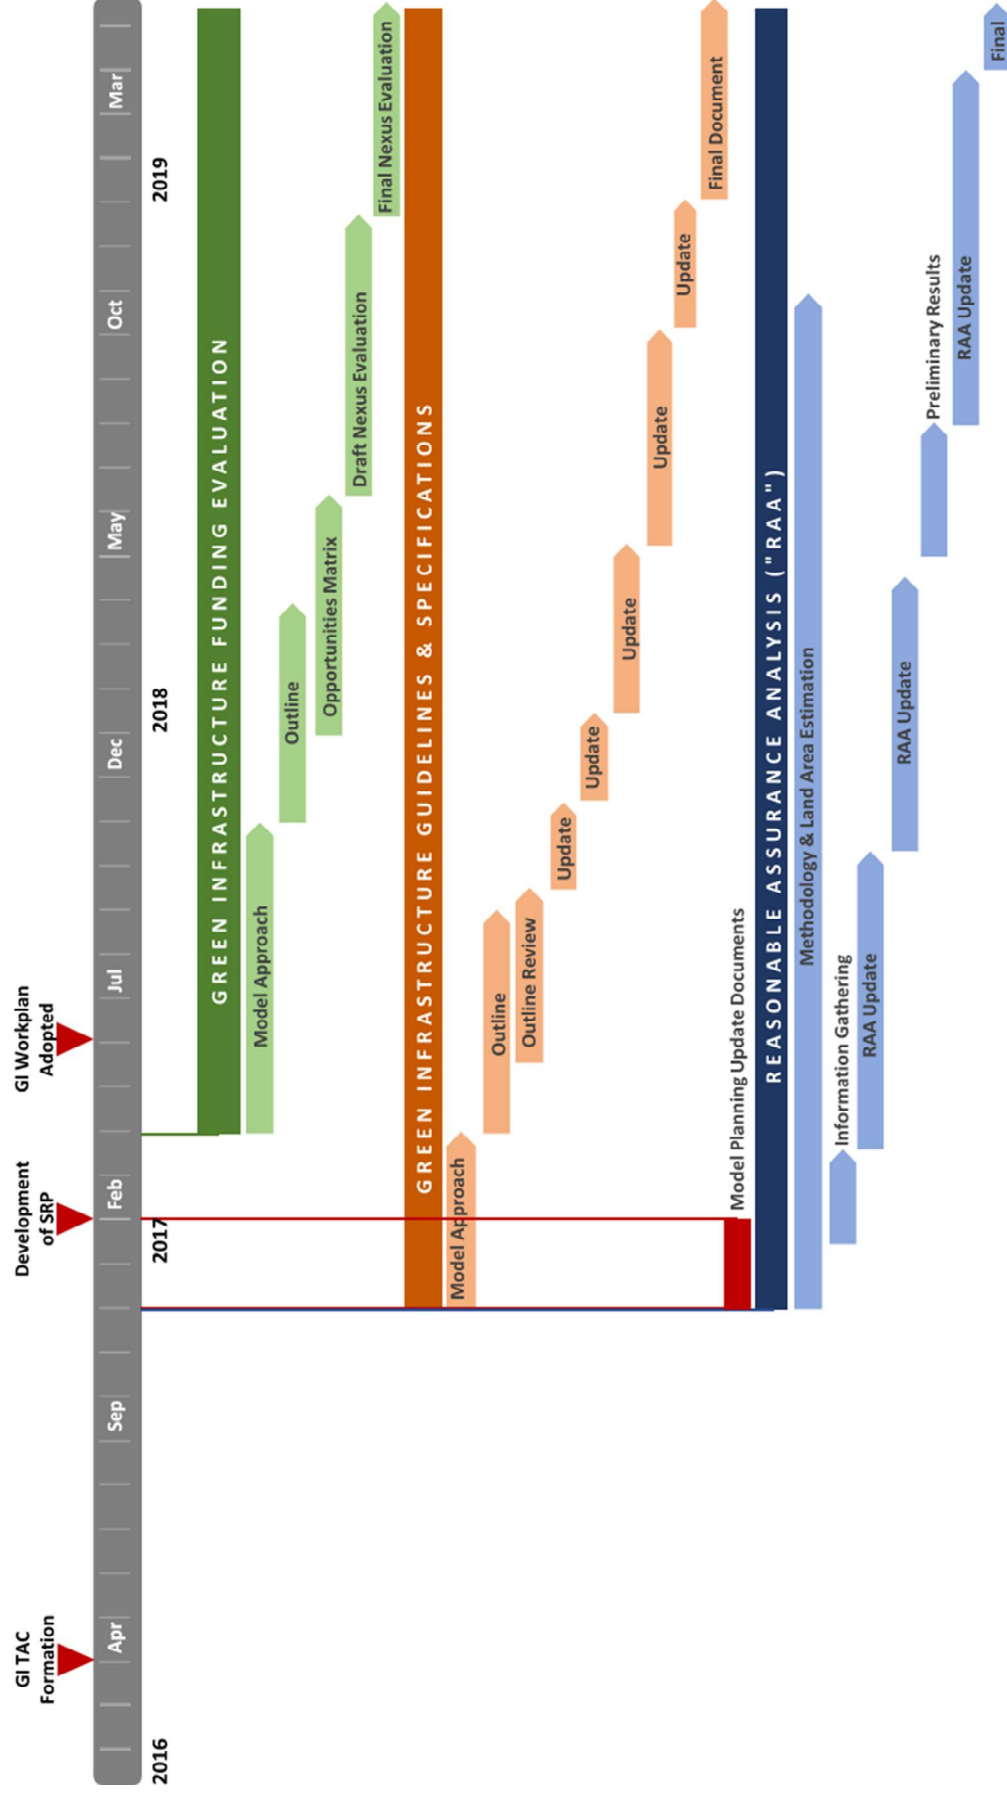 GI TAC
Formation
Development
of SRP
GI Workplan
Adopted
Apr
Sep
Feb
Jul
Dec
May
Oct
Mar
2016
2017
2018
2019
GREEN INFRASTRUCTURE FUNDING EVALUATION
Model Approach
Outline
Opportunities Matrix
Draft Nexus Evaluation
Final Nexus Evaluation
GREEN INFRASTRUCTURE GUIDELINES & SPECIFICATIONS
Model Approach
Outline
Outline Review
Update
Update
Update
Update
Update
Final Document
Model Planning Update Documents
REASONABLE ASSURANCE ANALYSIS ("RAA")
Methodology & Land Area Estimation
Information Gathering
RAA Update
RAA Update
Preliminary Results
RAA Update
Final